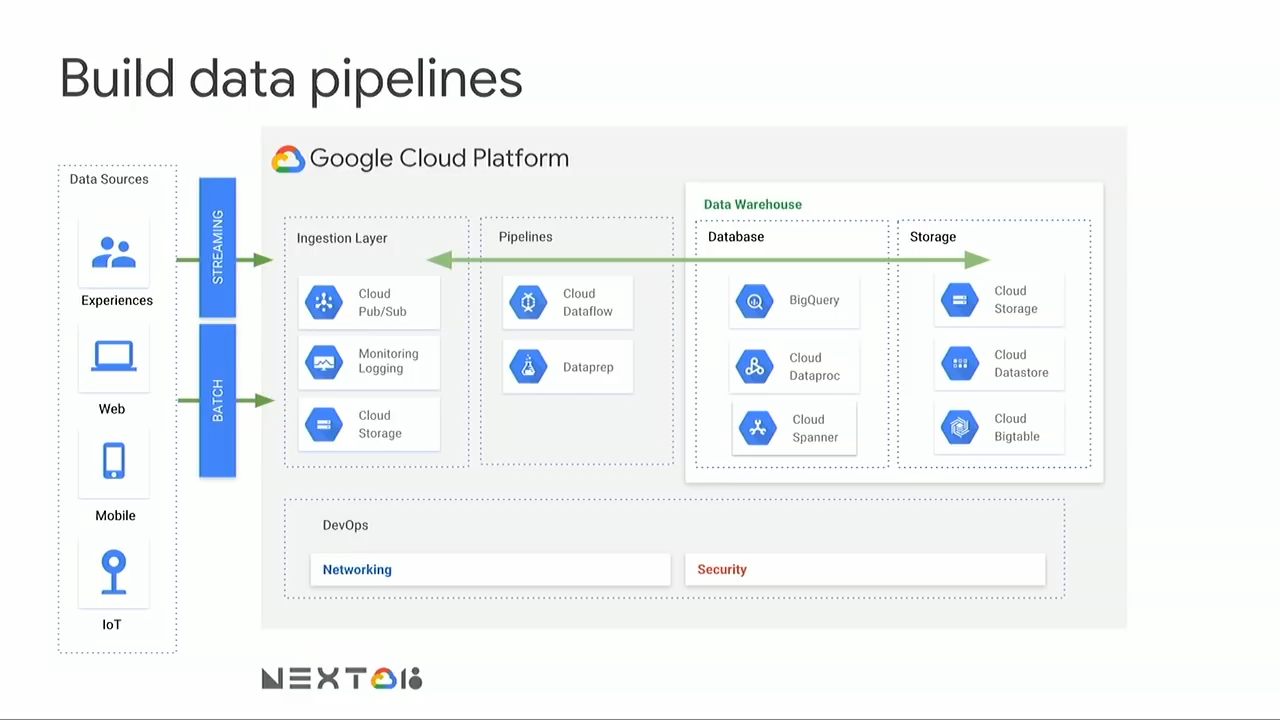 Build data pipelines
Google Cloud Platform
Data Sources
Experiences
Web
Mobile
IoT
STREAMING
BATCH
Ingestion Layer
Cloud
Pub/Sub
Monitoring
Logging
Cloud
Storage
Pipelines
Cloud
Dataflow
Dataprep
Data Warehouse
Database
BigQuery
Cloud
Dataproc
Cloud
Spanner
Storage
Cloud
Storage
Cloud
Datastore
Cloud
Bigtable
DevOps
Networking
Security
NEXT 18